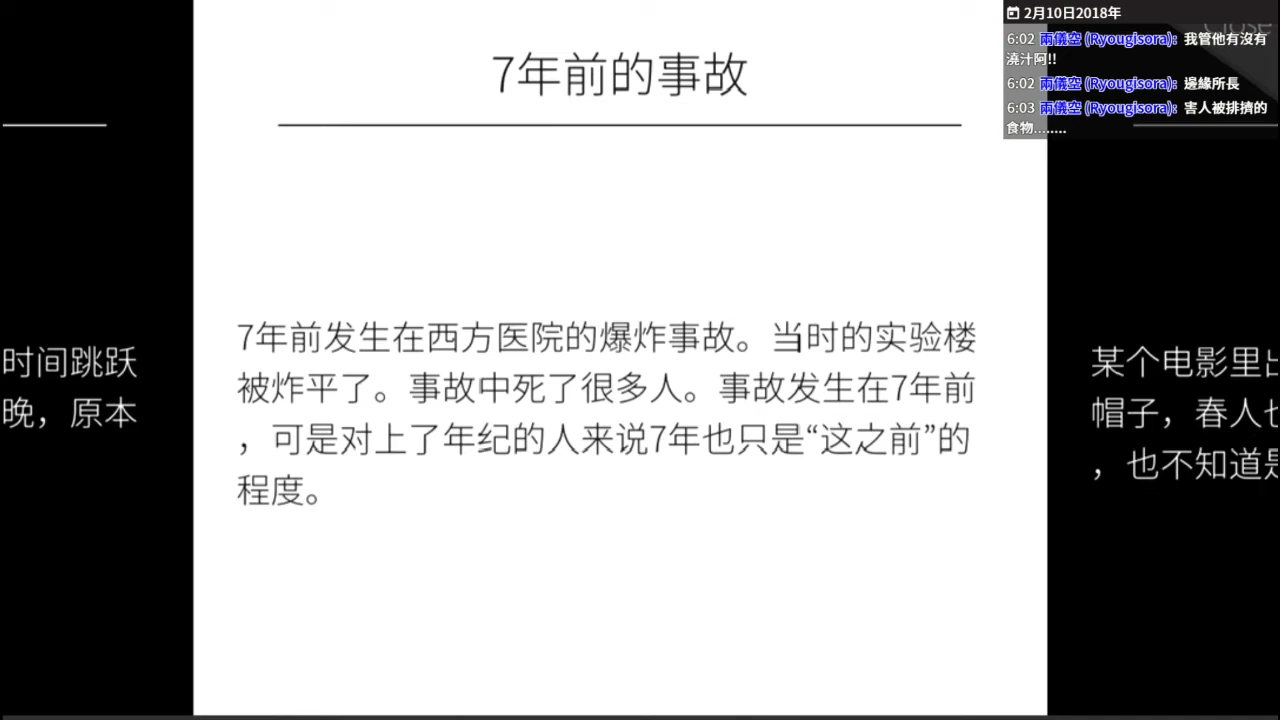 7年前的事故
7年前发生在西方医院的爆炸事故。当时的实验楼
被炸平了。事故中死了很多人。事故发生在7年前
，可是对上了年纪的人来说7年也只是“这之前”的
程度。
时间跳跃
晚，原本
某个电影里
帽子，春人也
，也不知道是
2月10日2018年
Close
6:02 兩儀空 (Ryougisora): 我管他有沒有
澆汁阿!!
6:02 兩儀空 (Ryougisora): 邊緣所長
6:03 兩儀空 (Ryougisora): 害人被排擠的
食物........